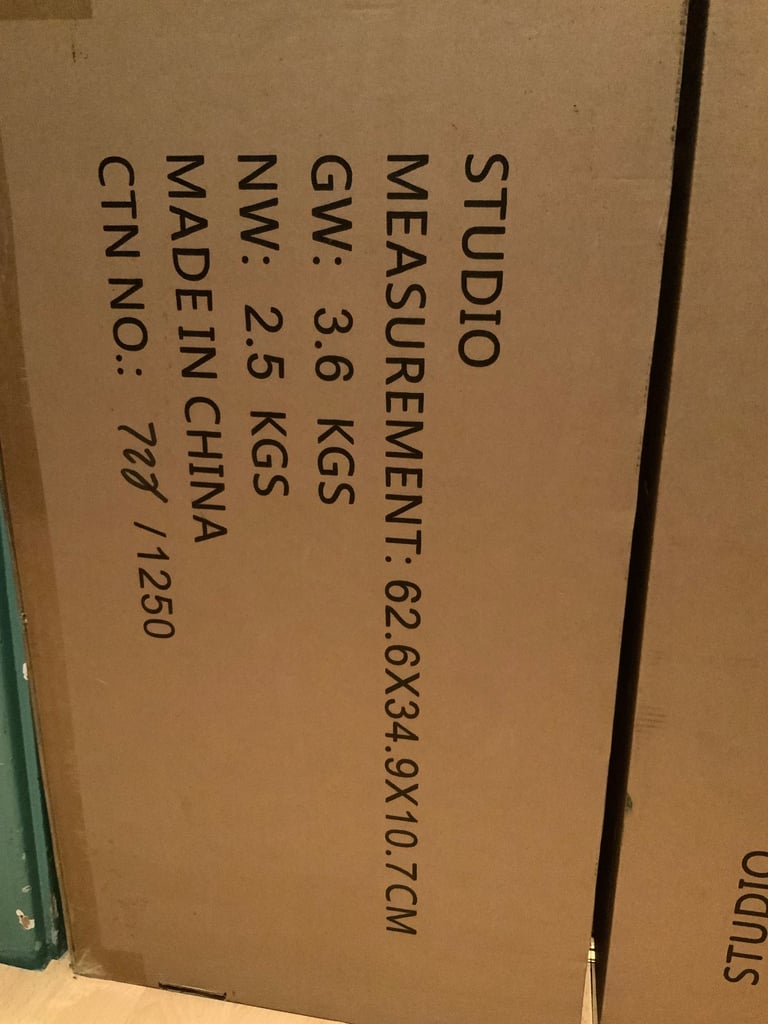 STUDIO
MEASUREMENT: 62.6X34.9X10.7CM
GW: 3.6 KGS
NW: 2.5 KGS
MADE IN CHINA
CTN NO.: 728 /1250
STUDIO